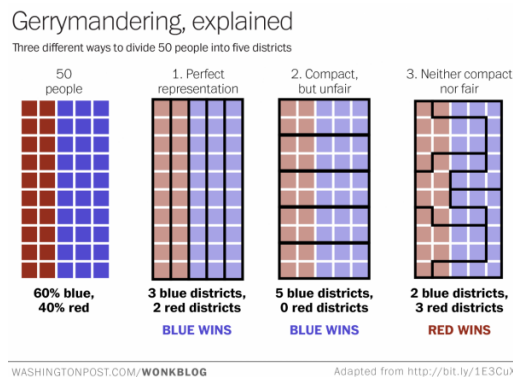 Gerrymandering, explained
Three different ways to divide 50 people into five districts
50
people
1. Perfect
representation
2. Compact,
but unfair
3. Neither compact
nor fair
60% blue,
40% red
3 blue districts,
2 red districts
BLUE WINS
5 blue districts,
0 red districts
BLUE WINS
2 blue districts,
3 red districts
RED WINS
WASHINGTONPOST.COM/WONKBLOG
Adapted from http://bit.ly/1E3CuX